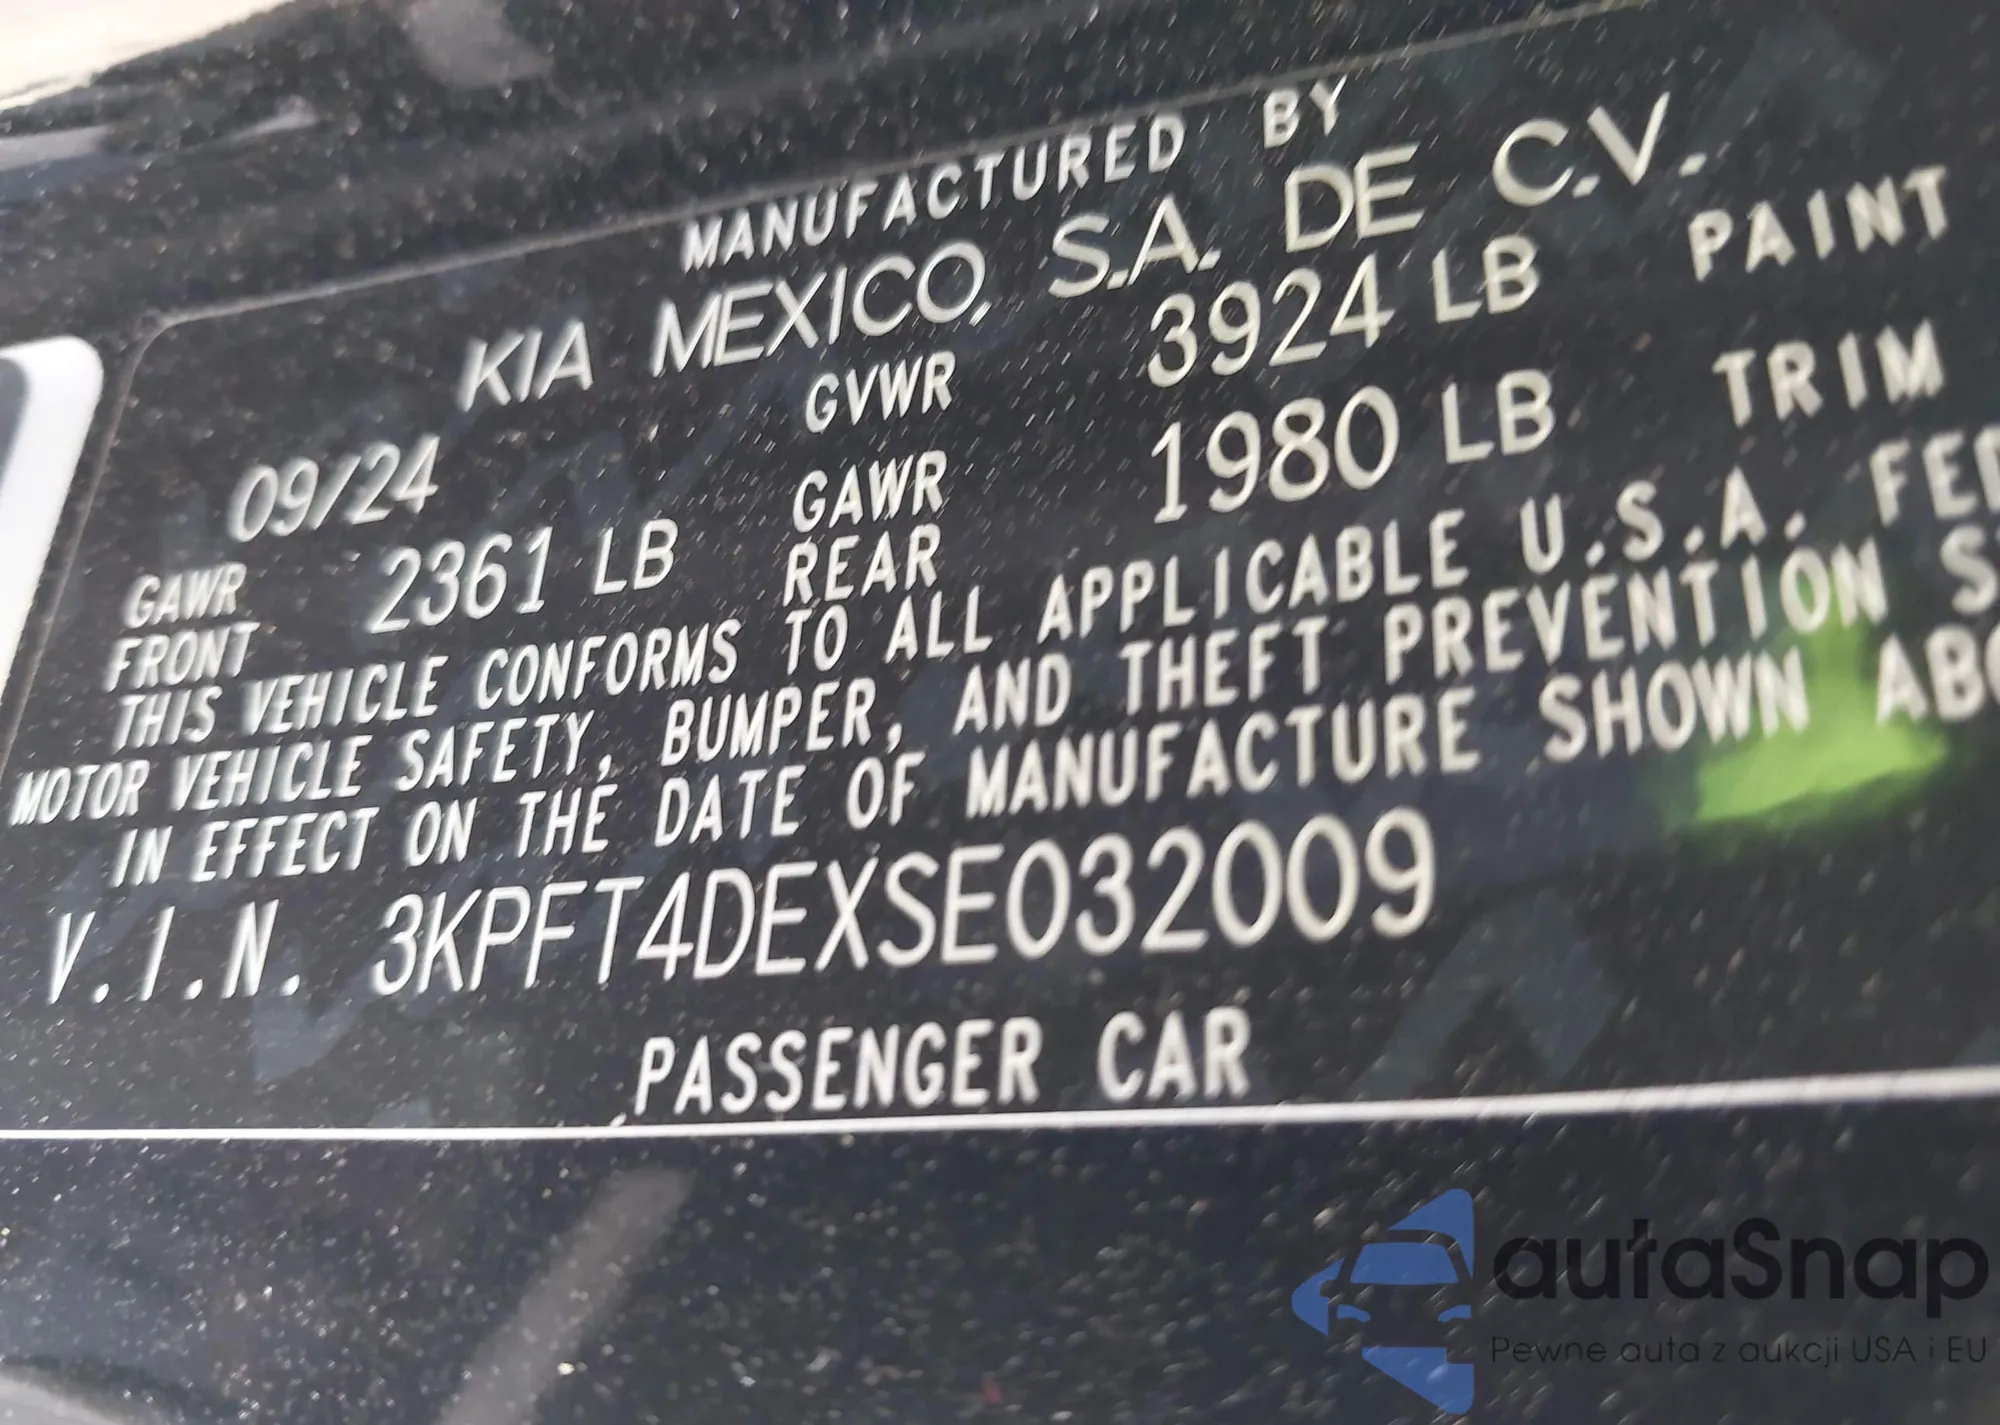 MANUFACTURED BY
KIA MEXICO, S.A. DE C.V.
09/24 GVWR 3924 LB PAINT
GAWR FRONT 2361 LB GAWR REAR 1980 LB TRIM
THIS VEHICLE CONFORMS TO ALL APPLICABLE U.S.A. FED
MOTOR VEHICLE SAFETY, BUMPER, AND THEFT PREVENTION S
IN EFFECT ON THE DATE OF MANUFACTURE SHOWN ABO
V.I.N. 3KPFT4DEXSE032009
PASSENGER CAR
autaSnap
Pewne auta z aukcji USA i EU